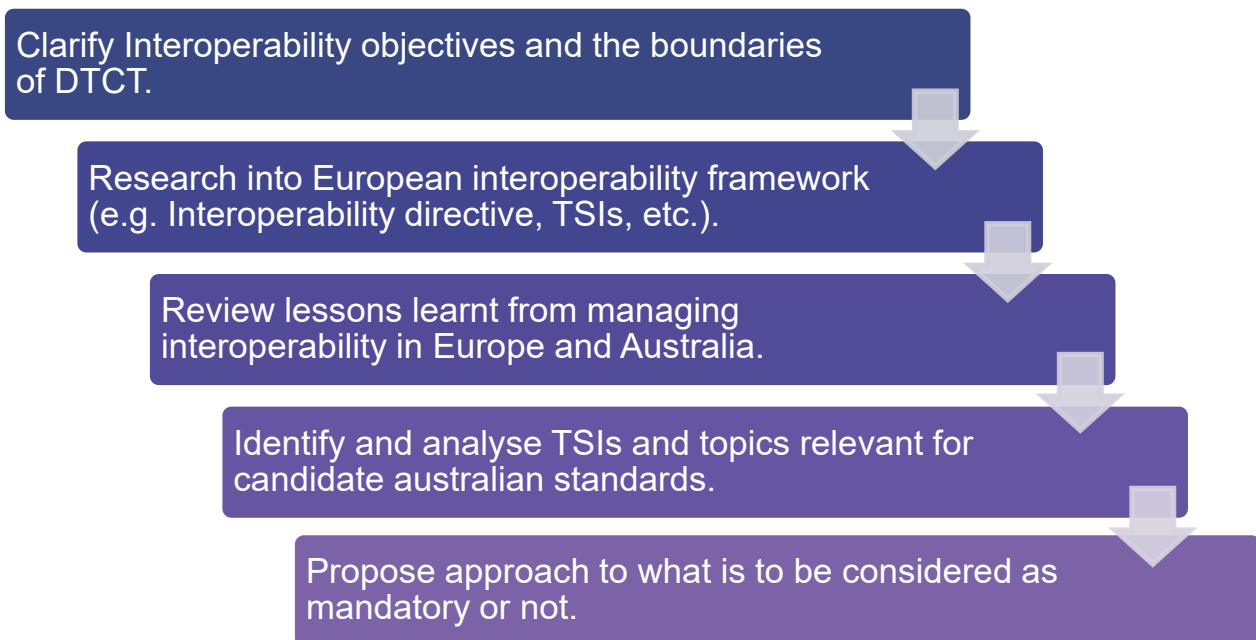 Clarify Interoperability objectives and the boundaries
of DTCT.
Research into European interoperability framework
(e.g. Interoperability directive, TSIs, etc.).
Review lessons learnt from managing
interoperability in Europe and Australia.
Identify and analyse TSIs and topics relevant for
candidate australian standards.
Propose approach to what is to be considered as
mandatory or not.